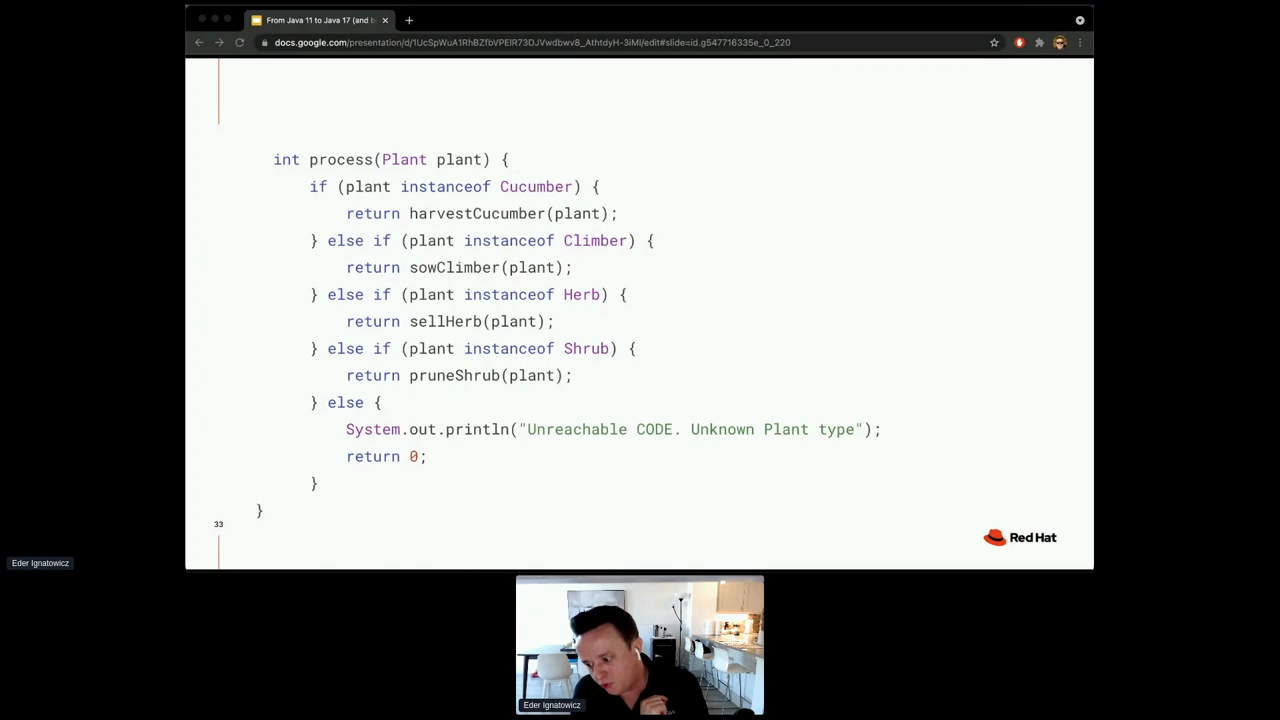 From Java 11 to Java 17 (and b
docs.google.com/presentation/d/1UcSpWuA1RhBZfbVPElR73DJVwdbwv8_AthtdyH-3iMI/edit#slide=id.g547716335e_0_220
int process(Plant plant) {
if (plant instanceof Cucumber) {
return harvestCucumber(plant);
} else if (plant instanceof Climber) {
return sowClimber(plant);
} else if (plant instanceof Herb) {
return sellHerb(plant);
} else if (plant instanceof Shrub) {
return pruneShrub(plant);
} else {
System.out.println("Unreachable CODE. Unknown Plant type");
return 0;
}
}
33
Red Hat
Eder Ignatowicz
Eder Ignatowicz